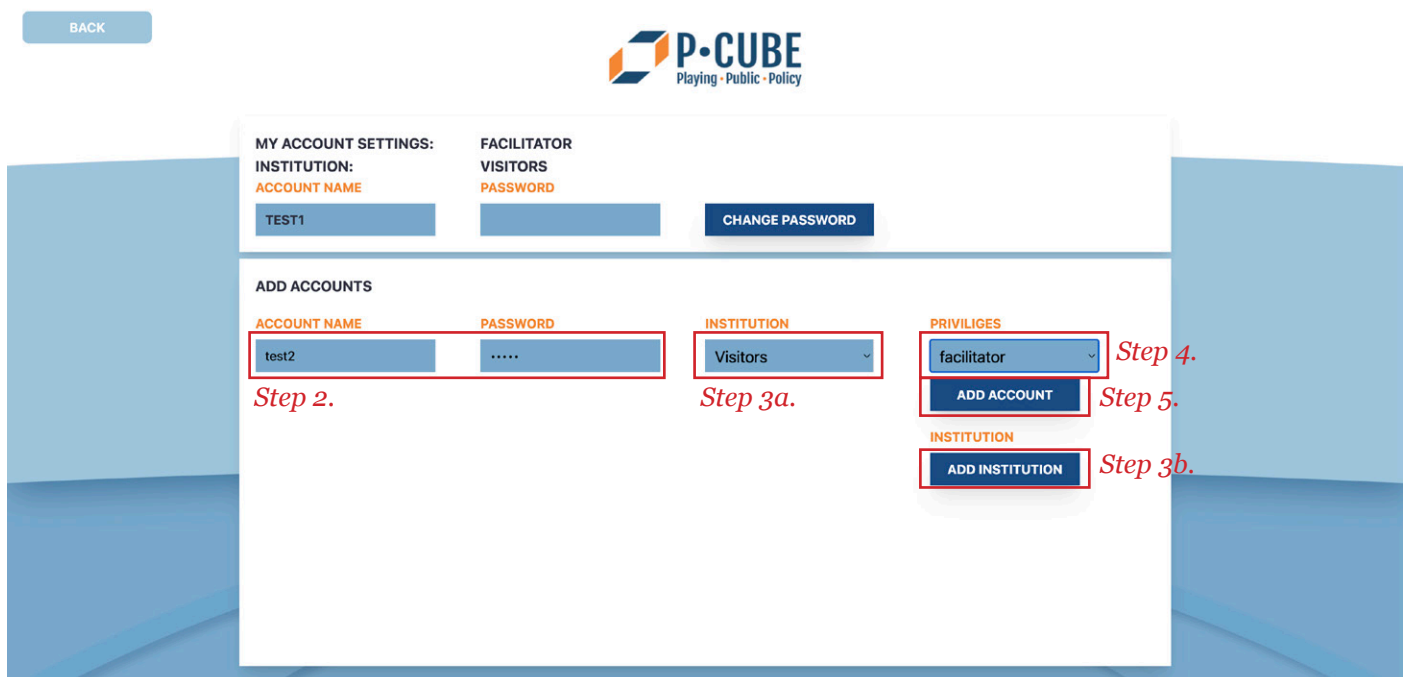 BACK
P•CUBE
Playing • Public • Policy
MY ACCOUNT SETTINGS: FACILITATOR
INSTITUTION: VISITORS
ACCOUNT NAME PASSWORD
TEST1 CHANGE PASSWORD
ADD ACCOUNTS
ACCOUNT NAME PASSWORD INSTITUTION PRIVILIGES
test2 ••••• Visitors facilitator Step 4.
Step 2. Step 3a. ADD ACCOUNT Step 5.
INSTITUTION
ADD INSTITUTION Step 3b.